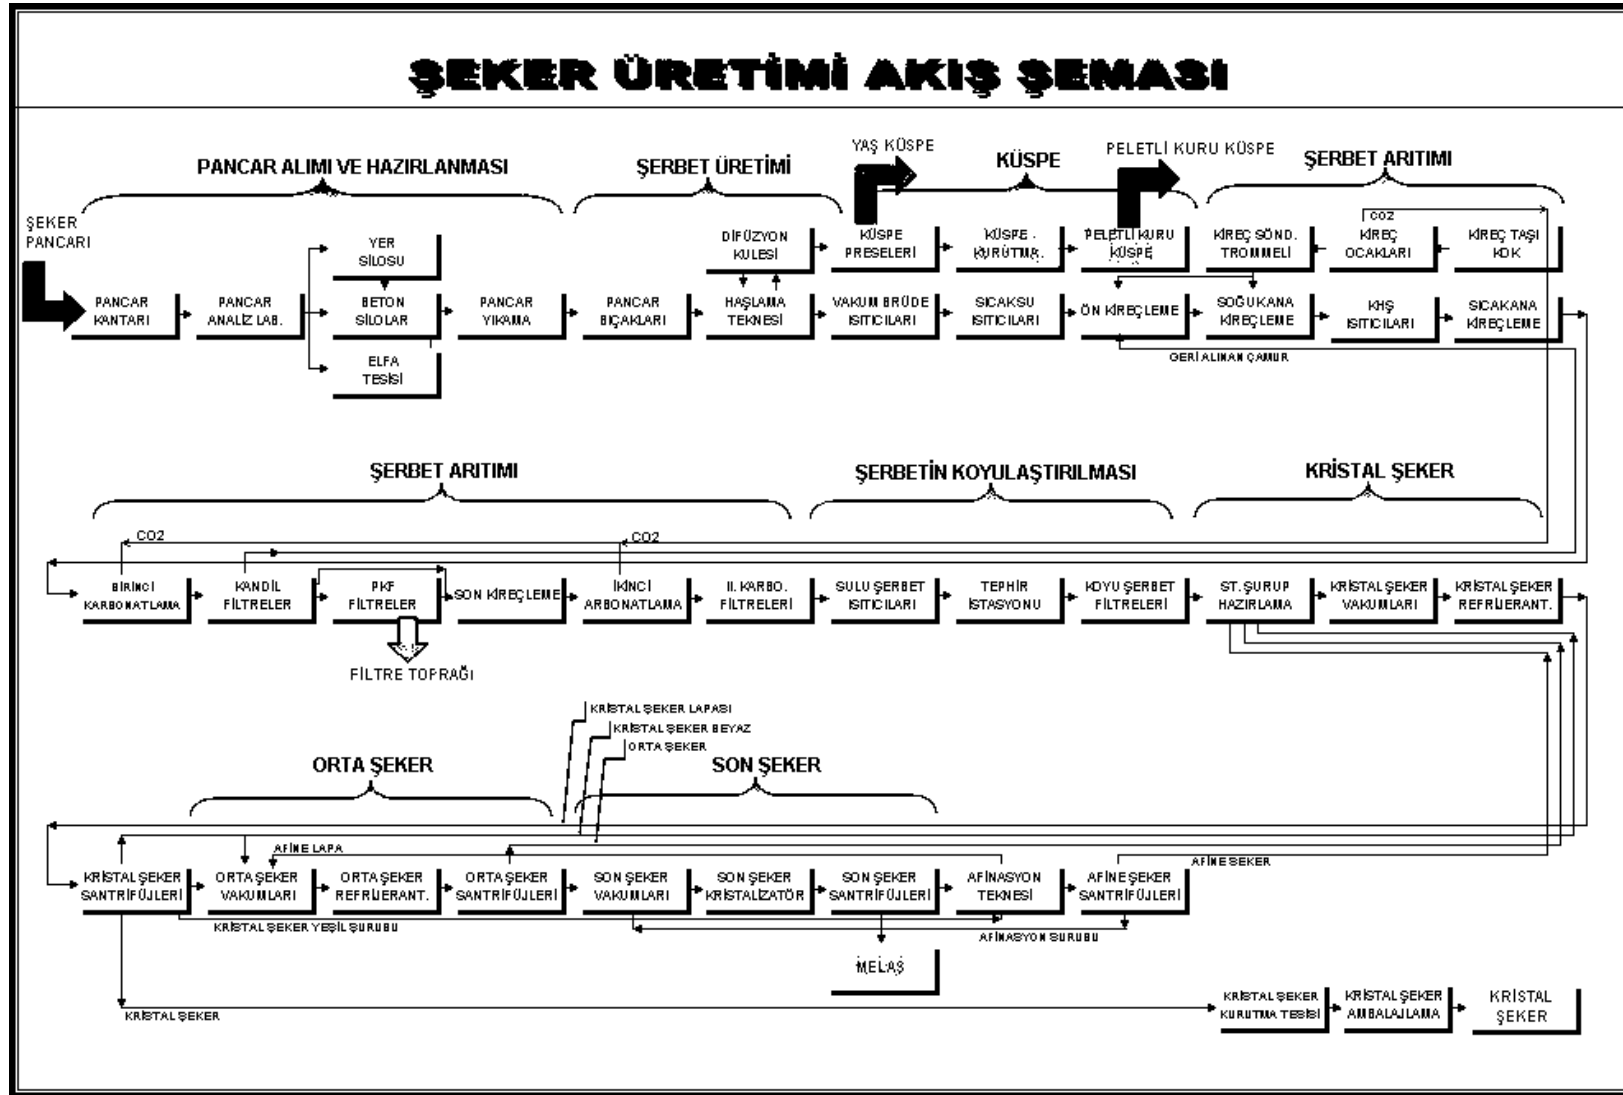 ŞEKER ÜRETİMİ AKIŞ ŞEMASI
PANCAR ALIMI VE HAZIRLANMASI
ŞERBET ÜRETİMİ
YAŞ KÜSPE
KÜSPE
PELETLİ KURU KÜSPE
ŞERBET ARITIMI
ŞEKER
PANCARI
YER
SİLOSU
DİFÜZYON
KULESİ
KÜSPE
PRESELERİ
KÜSPE
KURUTMA.
PELETLİ KURU
KÜSPE
KİREÇ SÖND.
TROMMELİ
CO2
KİREÇ
OCAKLARI
KİREÇ TAŞI
KOK
PANCAR
KANTARI
PANCAR
ANALİZ LAB.
BETON
SİLOLAR
PANCAR
YIKAMA
PANCAR
BIÇAKLARI
HAŞLAMA
TEKNESİ
VAKUM BRÜDE
ISITICILARI
SICAKSU
ISITICILARI
ÖN KİREÇLEME
SOĞUKANA
KİREÇLEME
KHŞ
ISITICILARI
SICAKANA
KİREÇLEME
ELFA
TESİSİ
GERİ ALINAN ÇAMUR
ŞERBET ARITIMI
ŞERBETİN KOYULAŞTIRILMASI
KRİSTAL ŞEKER
CO2
CO2
BİRİNCİ
KARBONATLAMA
KANDİL
FİLTRELER
PKF
FİLTRELER
SON KİREÇLEME
İKİNCİ
ARBONATLAMA
II. KARBO.
FİLTRELERİ
SULU ŞERBET
ISITICILARI
TEPHİR
İSTASYONU
KOYU ŞERBET
FİLTRELERİ
ST. ŞURUP
HAZIRLAMA
KRİSTAL ŞEKER
VAKUMLARI
KRİSTAL ŞEKER
REFRİJERANT.
FİLTRE TOPRAĞI
KRİSTAL ŞEKER LAPASI
KRİSTAL ŞEKER BEYAZ
ORTA ŞEKER
ORTA ŞEKER
SON ŞEKER
AFİNE LAPA
AFİNE SEKER
KRİSTAL ŞEKER
SANTRİFÜJLERİ
ORTA ŞEKER
VAKUMLARI
ORTA ŞEKER
REFRİJERANT.
ORTA ŞEKER
SANTRİFÜJLERİ
SON ŞEKER
VAKUMLARI
SON ŞEKER
KRİSTALİZATÖR
SON ŞEKER
SANTRİFÜJLERİ
AFİNASYON
TEKNESİ
AFİNE ŞEKER
SANTRİFÜJLERİ
KRİSTAL ŞEKER YEŞİL ŞURUBU
AFİNASYON SURUBU
MELAS
KRİSTAL ŞEKER
KRİSTAL ŞEKER
KURUTMA TESİSİ
KRİSTAL ŞEKER
AMBALAJLAMA
KRİSTAL
ŞEKER